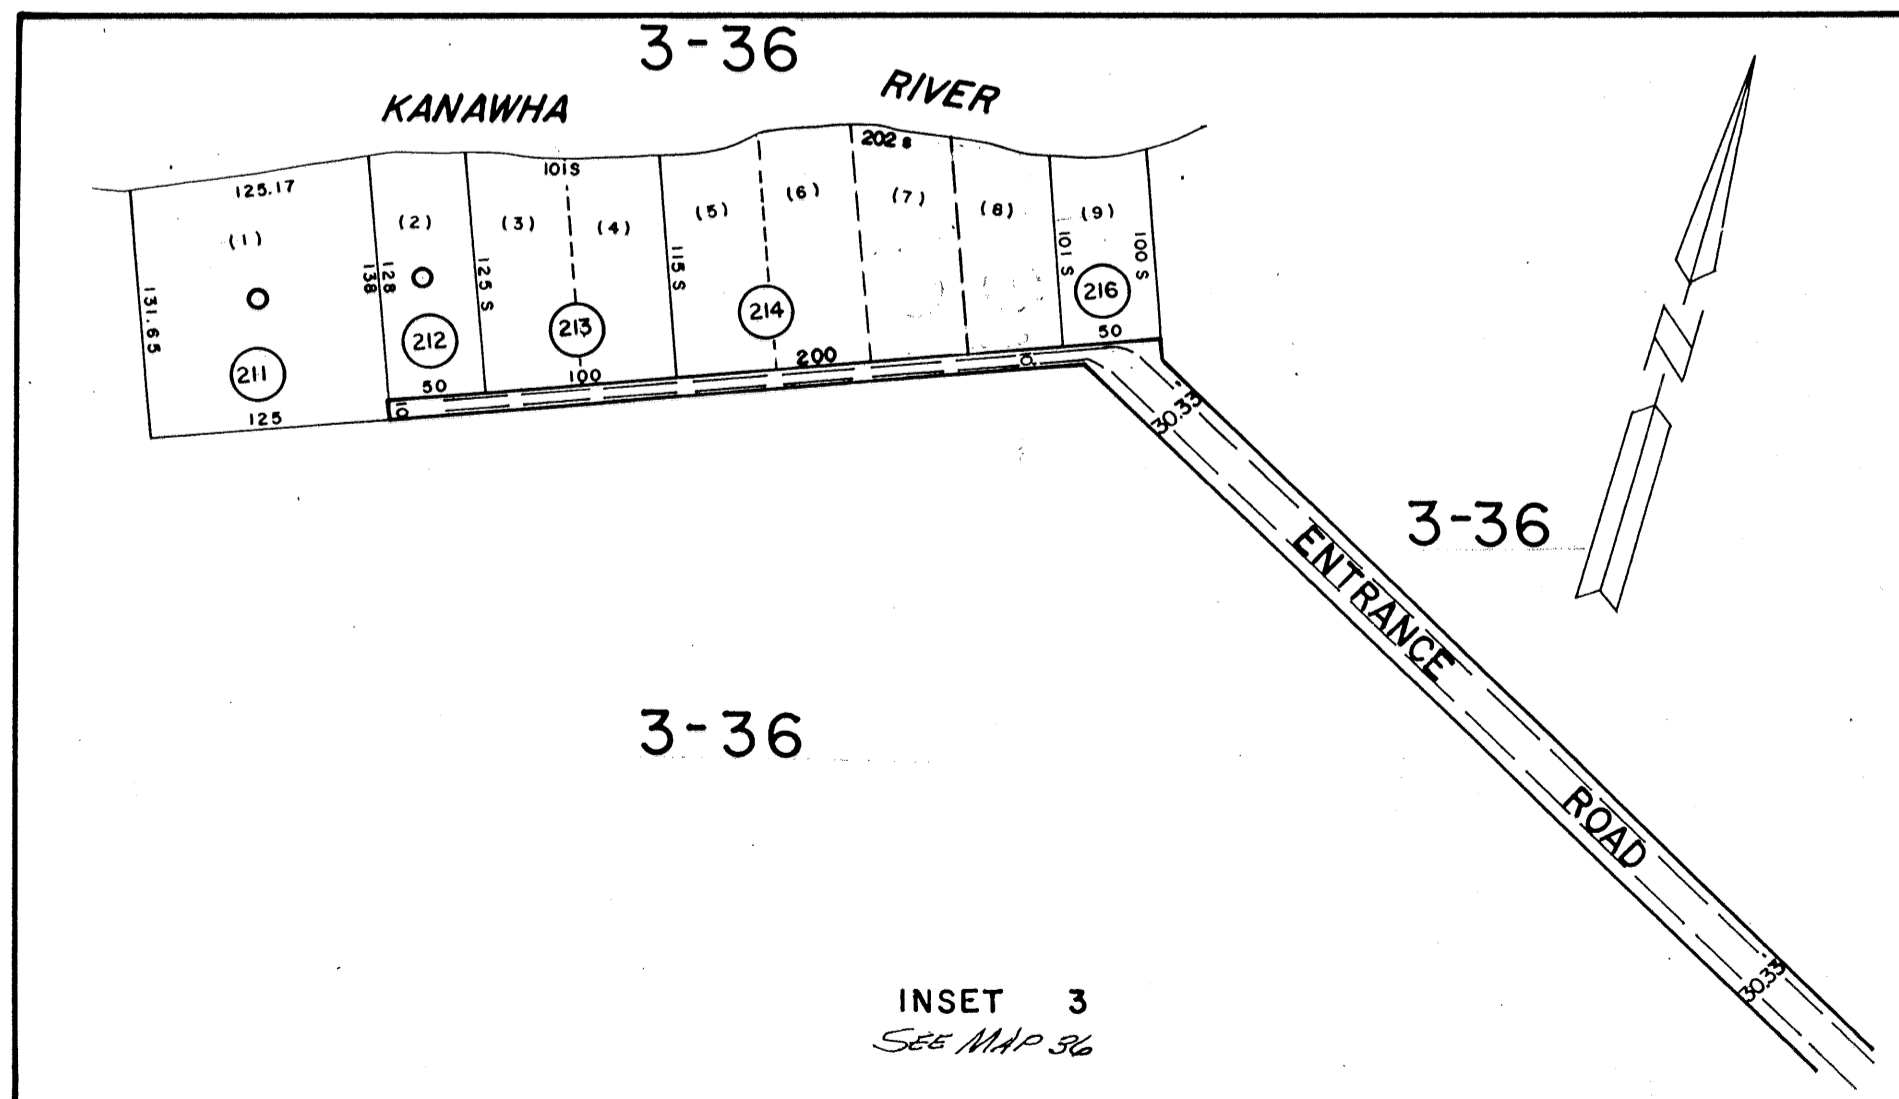 3-36
KANAWHA RIVER
125.17
101S
202 s
(1)
(2)
(3)
(4)
(5)
(6)
(7)
(8)
(9)
131.65
138
128
125 S
115 S
101 S
100 S
211
212
213
214
216
125
50
100
200
50
10
10
30.33
ENTRANCE ROAD
30.33
3-36
N
3-36
INSET 3
SEE MAP 36